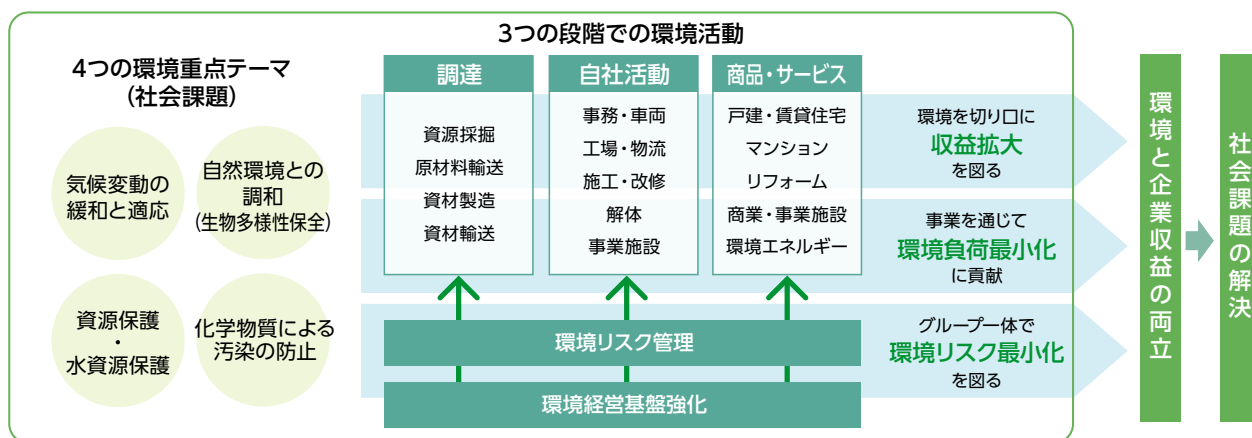 3つの段階での環境活動
4つの環境重点テーマ
(社会課題)
気候変動の
緩和と適応
自然環境との
調和
(生物多様性保全)
資源保護
・
水資源保護
化学物質による
汚染の防止
調達
資源採掘
原材料輸送
資材製造
資材輸送
自社活動
事務・車両
工場・物流
施工・改修
解体
事業施設
商品・サービス
戸建・賃貸住宅
マンション
リフォーム
商業・事業施設
環境エネルギー
環境リスク管理
環境経営基盤強化
環境を切り口に
収益拡大
を図る
事業を通じて
環境負荷最小化
に貢献
グループ一体で
環境リスク最小化
を図る
環境と企業収益の両立
社会課題の解決